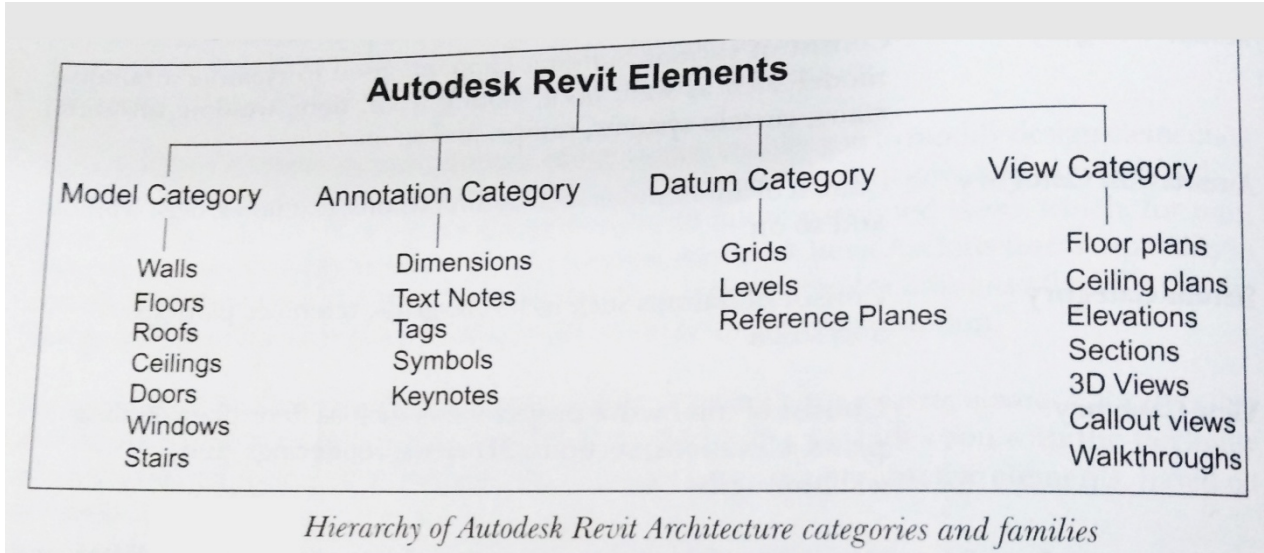 Autodesk Revit Elements
Model Category
Walls
Floors
Roofs
Ceilings
Doors
Windows
Stairs
Annotation Category
Dimensions
Text Notes
Tags
Symbols
Keynotes
Datum Category
Grids
Levels
Reference Planes
View Category
Floor plans
Ceiling plans
Elevations
Sections
3D Views
Callout views
Walkthroughs
Hierarchy of Autodesk Revit Architecture categories and families